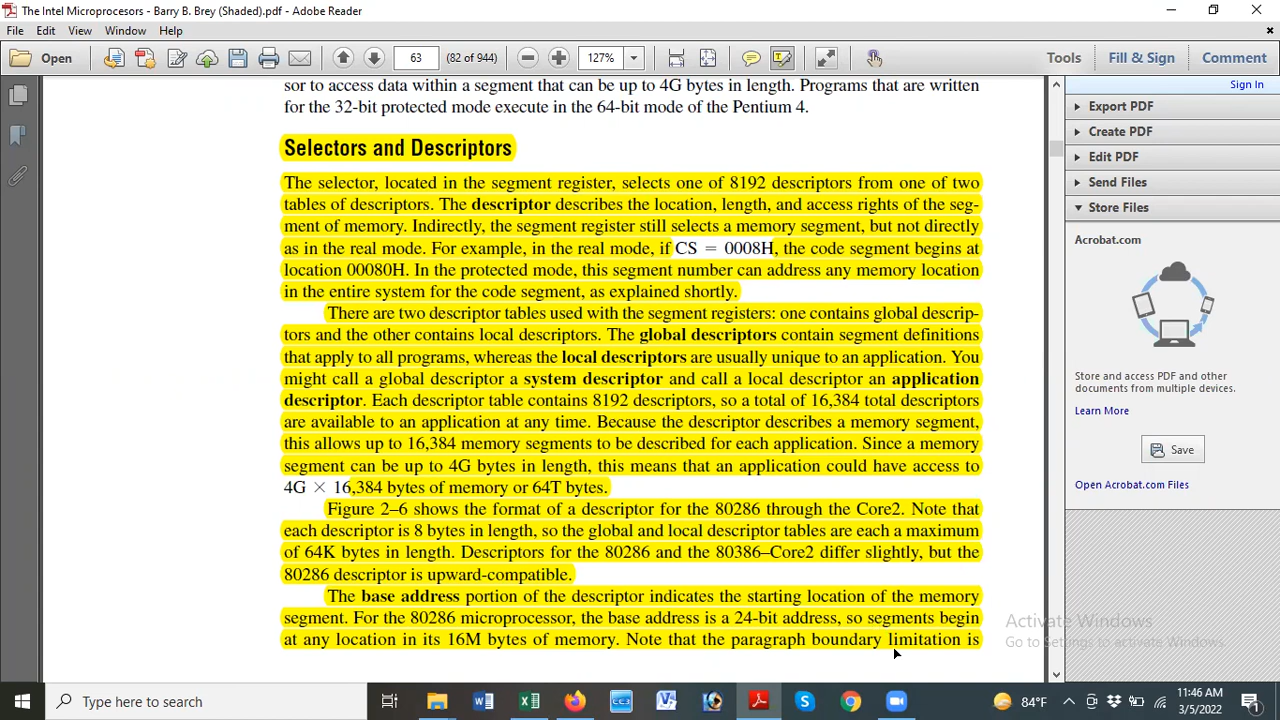 The Intel Microprocesors - Barry B. Brey (Shaded).pdf - Adobe Reader
File Edit View Window Help
Open 63 (82 of 944) 127% Tools Fill & Sign Comment
Sign In
sor to access data within a segment that can be up to 4G bytes in length. Programs that are written
for the 32-bit protected mode execute in the 64-bit mode of the Pentium 4.
Selectors and Descriptors
The selector, located in the segment register, selects one of 8192 descriptors from one of two
tables of descriptors. The descriptor describes the location, length, and access rights of the seg-
ment of memory. Indirectly, the segment register still selects a memory segment, but not directly
as in the real mode. For example, in the real mode, if CS = 0008H, the code segment begins at
location 00080H. In the protected mode, this segment number can address any memory location
in the entire system for the code segment, as explained shortly.
There are two descriptor tables used with the segment registers: one contains global descrip-
tors and the other contains local descriptors. The global descriptors contain segment definitions
that apply to all programs, whereas the local descriptors are usually unique to an application. You
might call a global descriptor a system descriptor and call a local descriptor an application
descriptor. Each descriptor table contains 8192 descriptors, so a total of 16,384 total descriptors
are available to an application at any time. Because the descriptor describes a memory segment,
this allows up to 16,384 memory segments to be described for each application. Since a memory
segment can be up to 4G bytes in length, this means that an application could have access to
4G × 16,384 bytes of memory or 64T bytes.
Figure 2–6 shows the format of a descriptor for the 80286 through the Core2. Note that
each descriptor is 8 bytes in length, so the global and local descriptor tables are each a maximum
of 64K bytes in length. Descriptors for the 80286 and the 80386–Core2 differ slightly, but the
80286 descriptor is upward-compatible.
The base address portion of the descriptor indicates the starting location of the memory
segment. For the 80286 microprocessor, the base address is a 24-bit address, so segments begin
at any location in its 16M bytes of memory. Note that the paragraph boundary limitation is
Export PDF
Create PDF
Edit PDF
Send Files
Store Files
Acrobat.com
Store and access PDF and other
documents from multiple devices.
Learn More
Save
Open Acrobat.com Files
Activate Windows
Go to Settings to activate Windows.
Type here to search
84°F
11:46 AM
3/5/2022